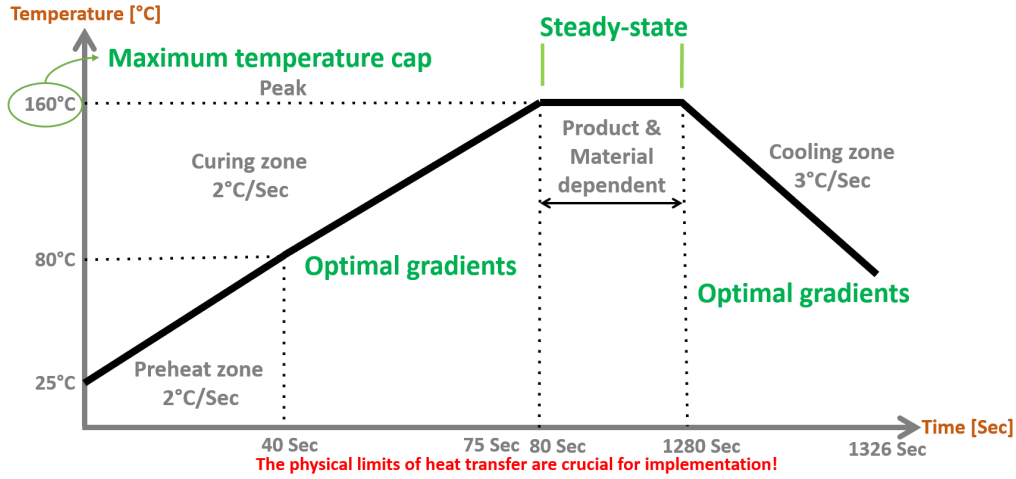 Temperature [°C]
Steady-state
Maximum temperature cap
Peak
160°C
Product &
Material
dependent
Curing zone
2°C/Sec
Cooling zone
3°C/Sec
80°C
Optimal gradients
Optimal gradients
Preheat zone
2°C/Sec
25°C
Time [Sec]
40 Sec
75 Sec
80 Sec
1280 Sec
1326 Sec
The physical limits of heat transfer are crucial for implementation!